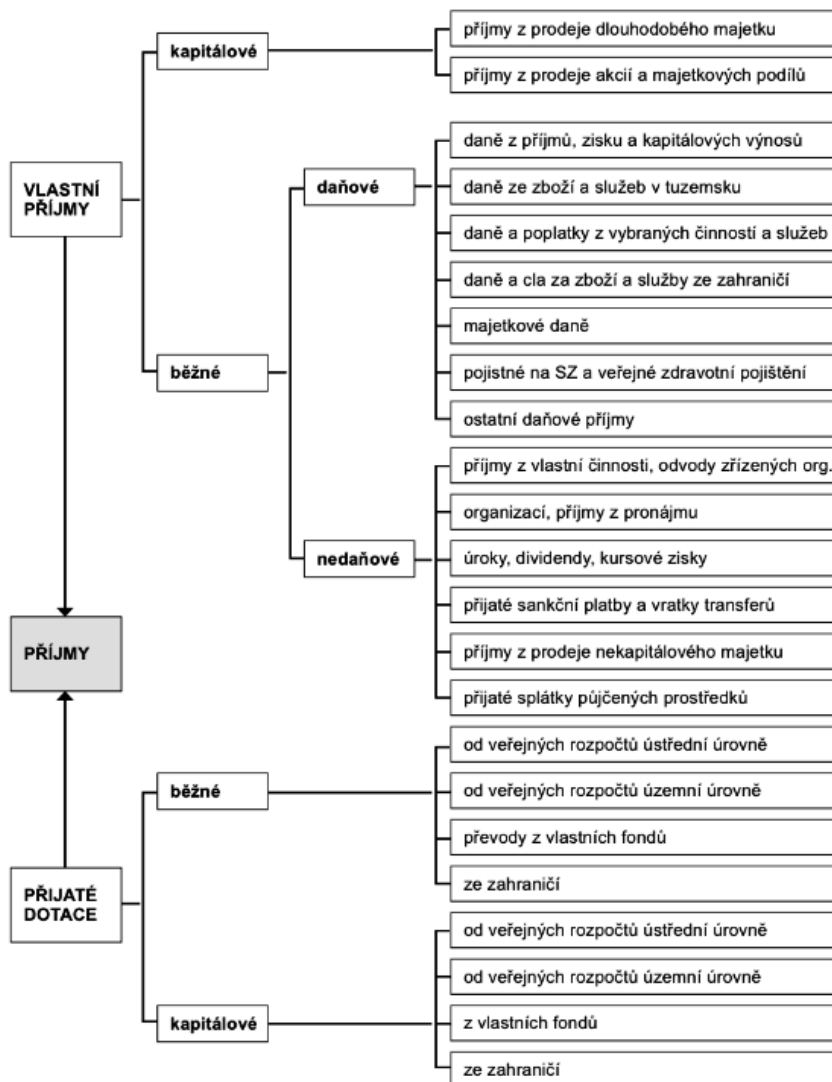 kapitálové
příjmy z prodeje dlouhodobého majetku
příjmy z prodeje akcií a majetkových podílů
VLASTNÍ
PŘÍJMY
daňové
daně z příjmů, zisku a kapitálových výnosů
daně ze zboží a služeb v tuzemsku
daně a poplatky z vybraných činností a služeb
daně a cla za zboží a služby ze zahraničí
majetkové daně
pojistné na SZ a veřejné zdravotní pojištění
ostatní daňové příjmy
běžné
nedaňové
příjmy z vlastní činnosti, odvody zřízených org.
organizací, příjmy z pronájmu
úroky, dividendy, kursové zisky
přijaté sankční platby a vratky transferů
příjmy z prodeje nekapitálového majetku
přijaté splátky půjčených prostředků
PŘÍJMY
běžné
od veřejných rozpočtů ústřední úrovně
od veřejných rozpočtů územní úrovně
převody z vlastních fondů
ze zahraničí
PŘIJATÉ
DOTACE
kapitálové
od veřejných rozpočtů ústřední úrovně
od veřejných rozpočtů územní úrovně
z vlastních fondů
ze zahraničí